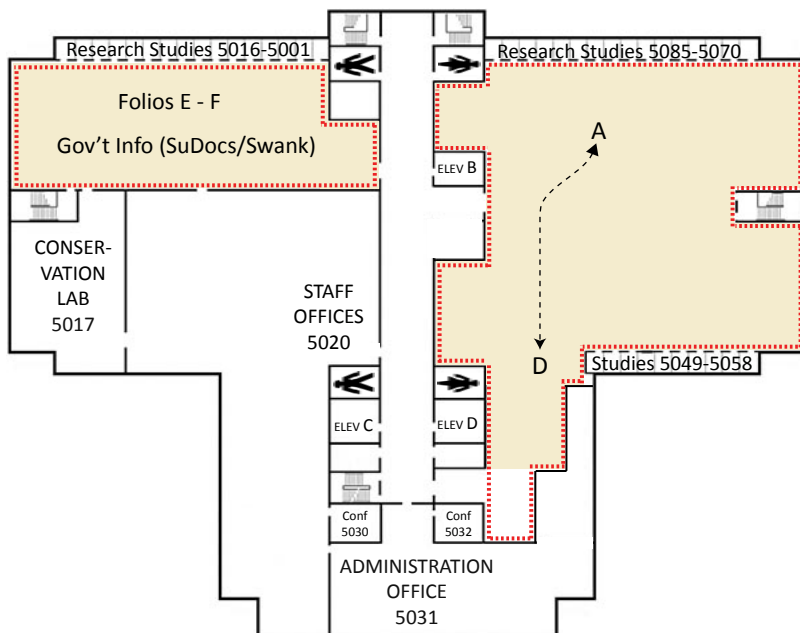 Research Studies 5016-5001
Research Studies 5085-5070
Folios E - F
Gov't Info (SuDocs/Swank)
A
ELEV B
CONSER-
VATION
LAB
5017
STAFF
OFFICES
5020
D
Studies 5049-5058
ELEV C
ELEV D
Conf
5030
Conf
5032
ADMINISTRATION
OFFICE
5031